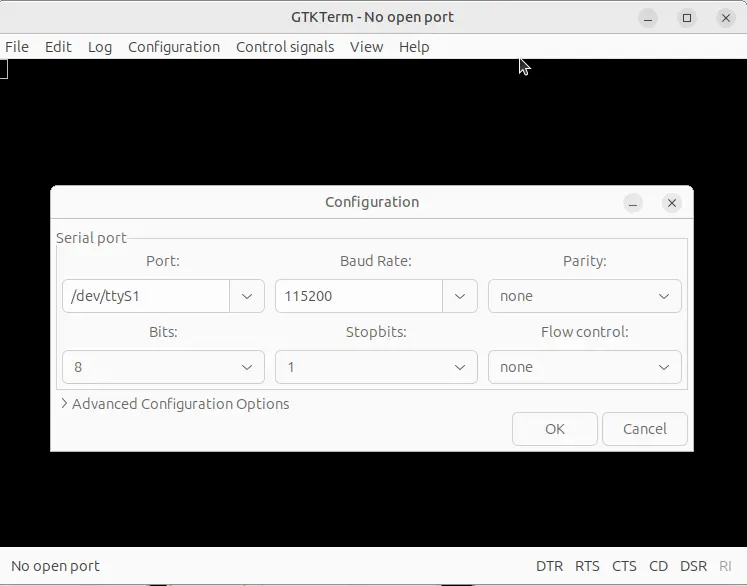 GTKTerm - No open port
File Edit Log Configuration Control signals View Help
Configuration
Serial port
Port: Baud Rate: Parity:
/dev/ttyS1 115200 none
Bits: Stopbits: Flow control:
8 1 none
Advanced Configuration Options
OK Cancel
No open port DTR RTS CTS CD DSR RI